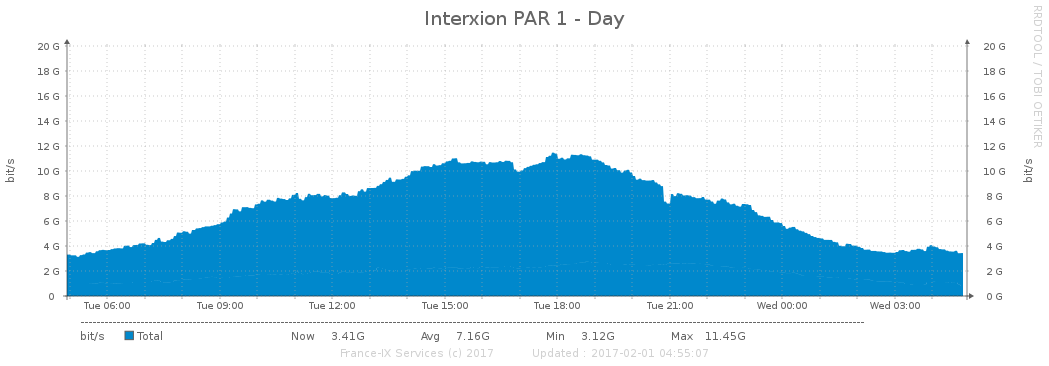 Interxion PAR 1 - Day
RRDTOOL / TOBI OETIKER
bit/s
20 G 20 G
18 G 18 G
16 G 16 G
14 G 14 G
12 G 12 G
10 G 10 G
8 G 8 G
6 G 6 G
4 G 4 G
2 G 2 G
0 0 G
bit/s
Tue 06:00 Tue 09:00 Tue 12:00 Tue 15:00 Tue 18:00 Tue 21:00 Wed 00:00 Wed 03:00
bit/s Total Now 3.41G Avg 7.16G Min 3.12G Max 11.45G
France-IX Services (c) 2017 Updated : 2017-02-01 04:55:07